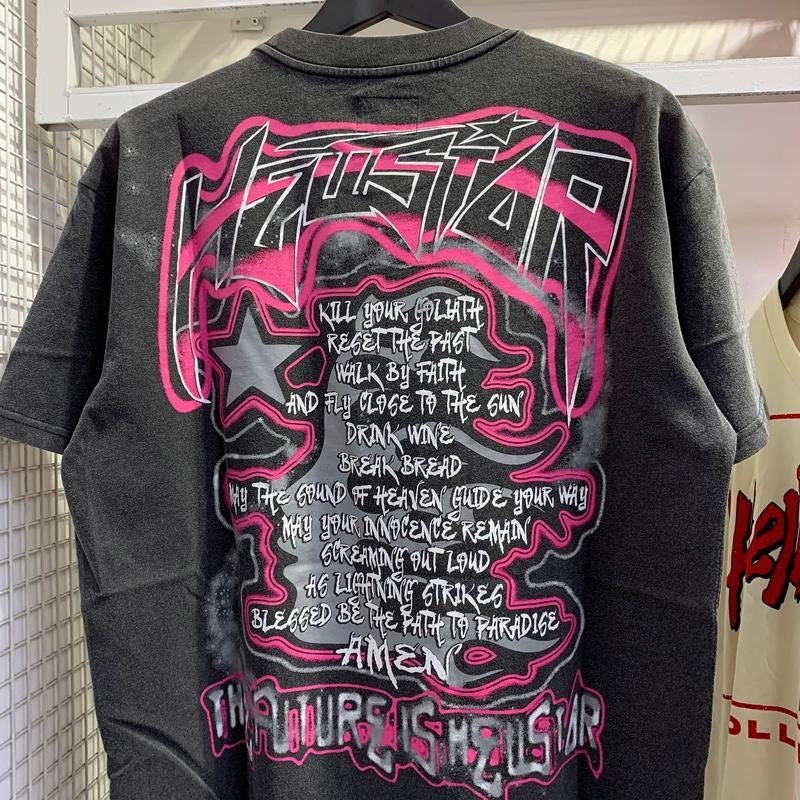 HELLSTAR
KILL YOUR GOLIATH
RESET THE PAST
WALK BY FAITH
AND FLY CLOSE TO THE SUN
DRINK WINE
BREAK BREAD
MAY THE SOUND OF HEAVEN GUIDE YOUR WAY
MAY YOUR INNOCENCE REMAIN
SCREAMING OUT LOUD
AS LIGHTNING STRIKES
BLESSED BE THE PATH TO PARADISE
AMEN
THE FUTURE IS HELLSTAR